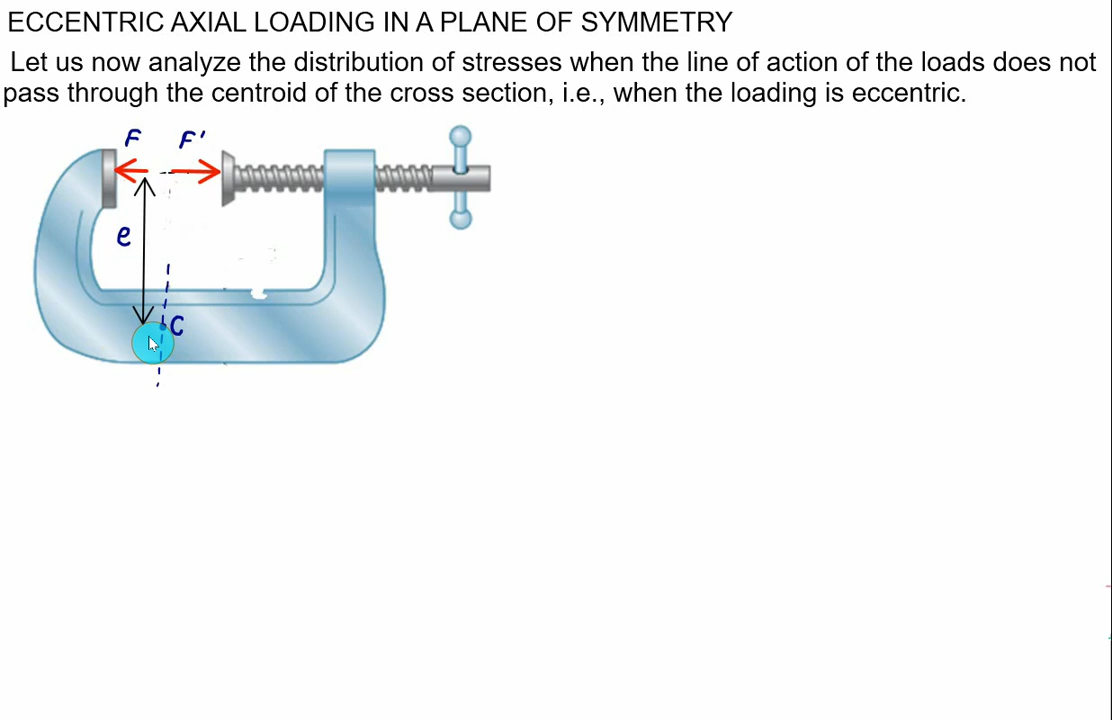 ECCENTRIC AXIAL LOADING IN A PLANE OF SYMMETRY
Let us now analyze the distribution of stresses when the line of action of the loads does not
pass through the centroid of the cross section, i.e., when the loading is eccentric.
F F'
e
C